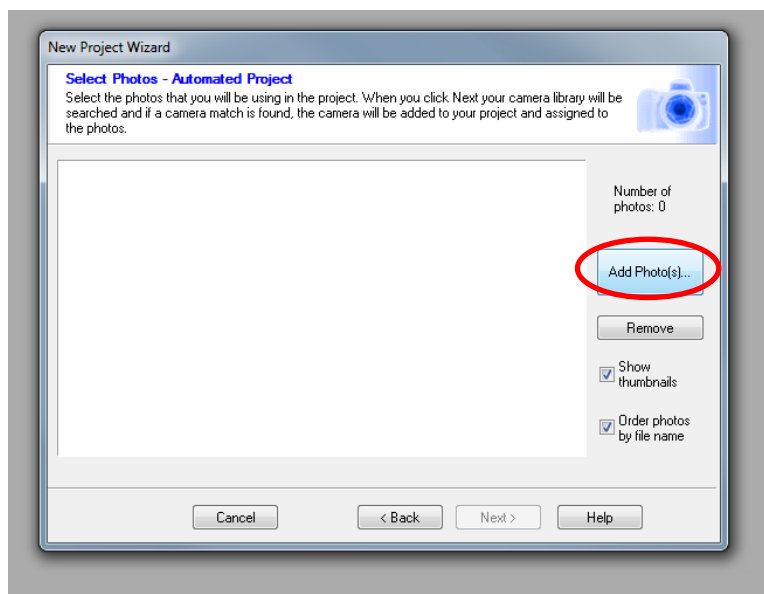 New Project Wizard
Select Photos - Automated Project
Select the photos that you will be using in the project. When you click Next your camera library will be
searched and if a camera match is found, the camera will be added to your project and assigned to
the photos.
Number of
photos: 0
Add Photo(s)...
Remove
Show
thumbnails
Order photos
by file name
Cancel
< Back
Next >
Help